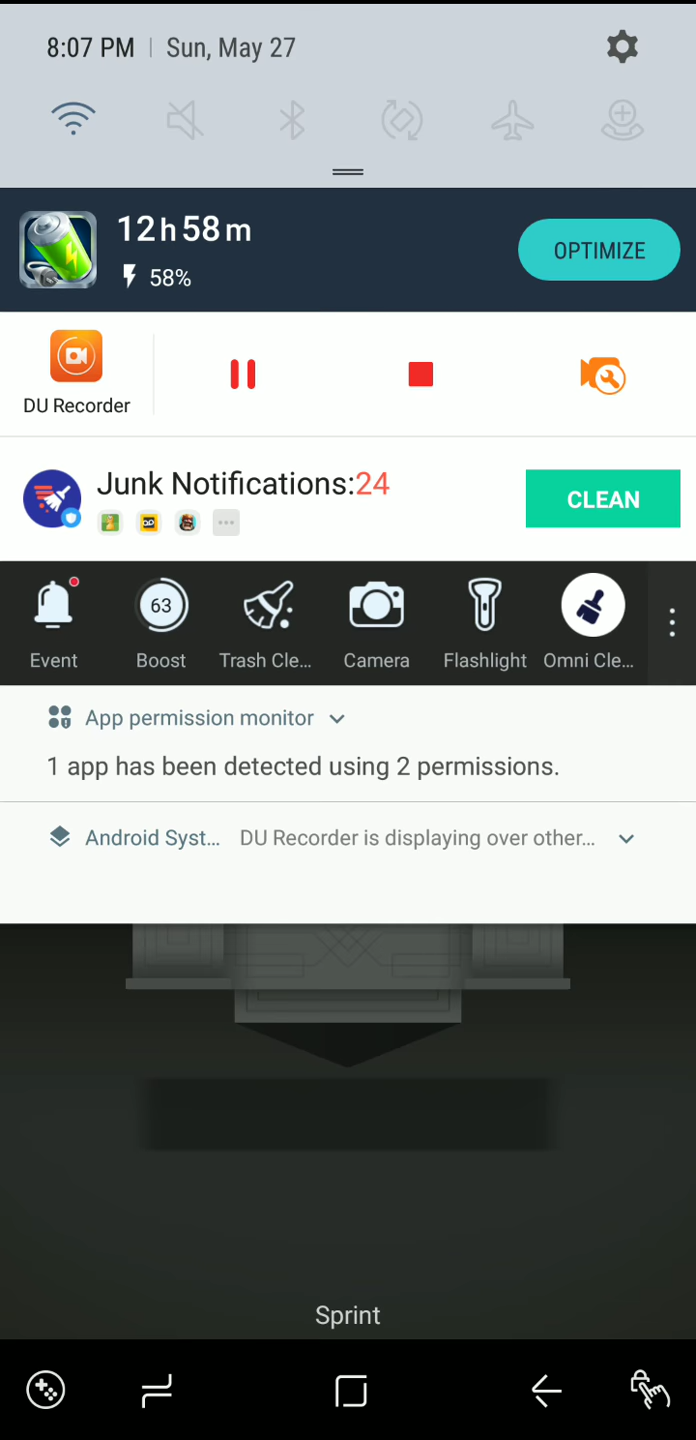 8:07 PM | Sun, May 27
12h58m
58%
OPTIMIZE
DU Recorder
Junk Notifications:24
CLEAN
63
Event Boost Trash Cle... Camera Flashlight Omni Cle...
App permission monitor
1 app has been detected using 2 permissions.
Android Syst... DU Recorder is displaying over other...
Sprint